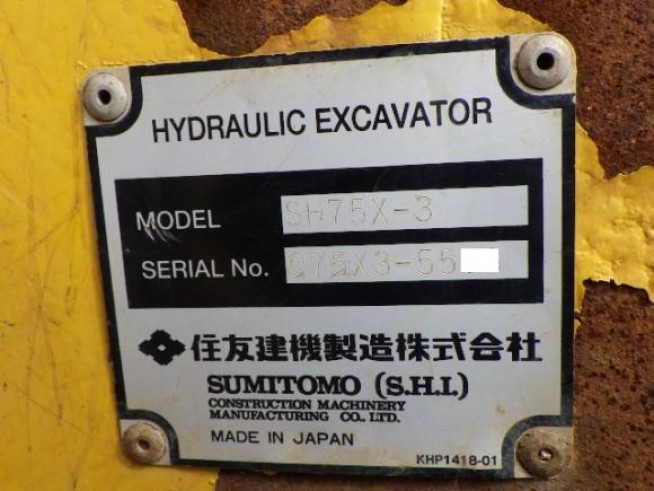 HYDRAULIC EXCAVATOR
MODEL SH75X-3
SERIAL No. 075X3-55
住友建機製造株式会社
SUMITOMO (S.H.I.)
CONSTRUCTION MACHINERY
MANUFACTURING CO., LTD.
MADE IN JAPAN
KHP1418-01